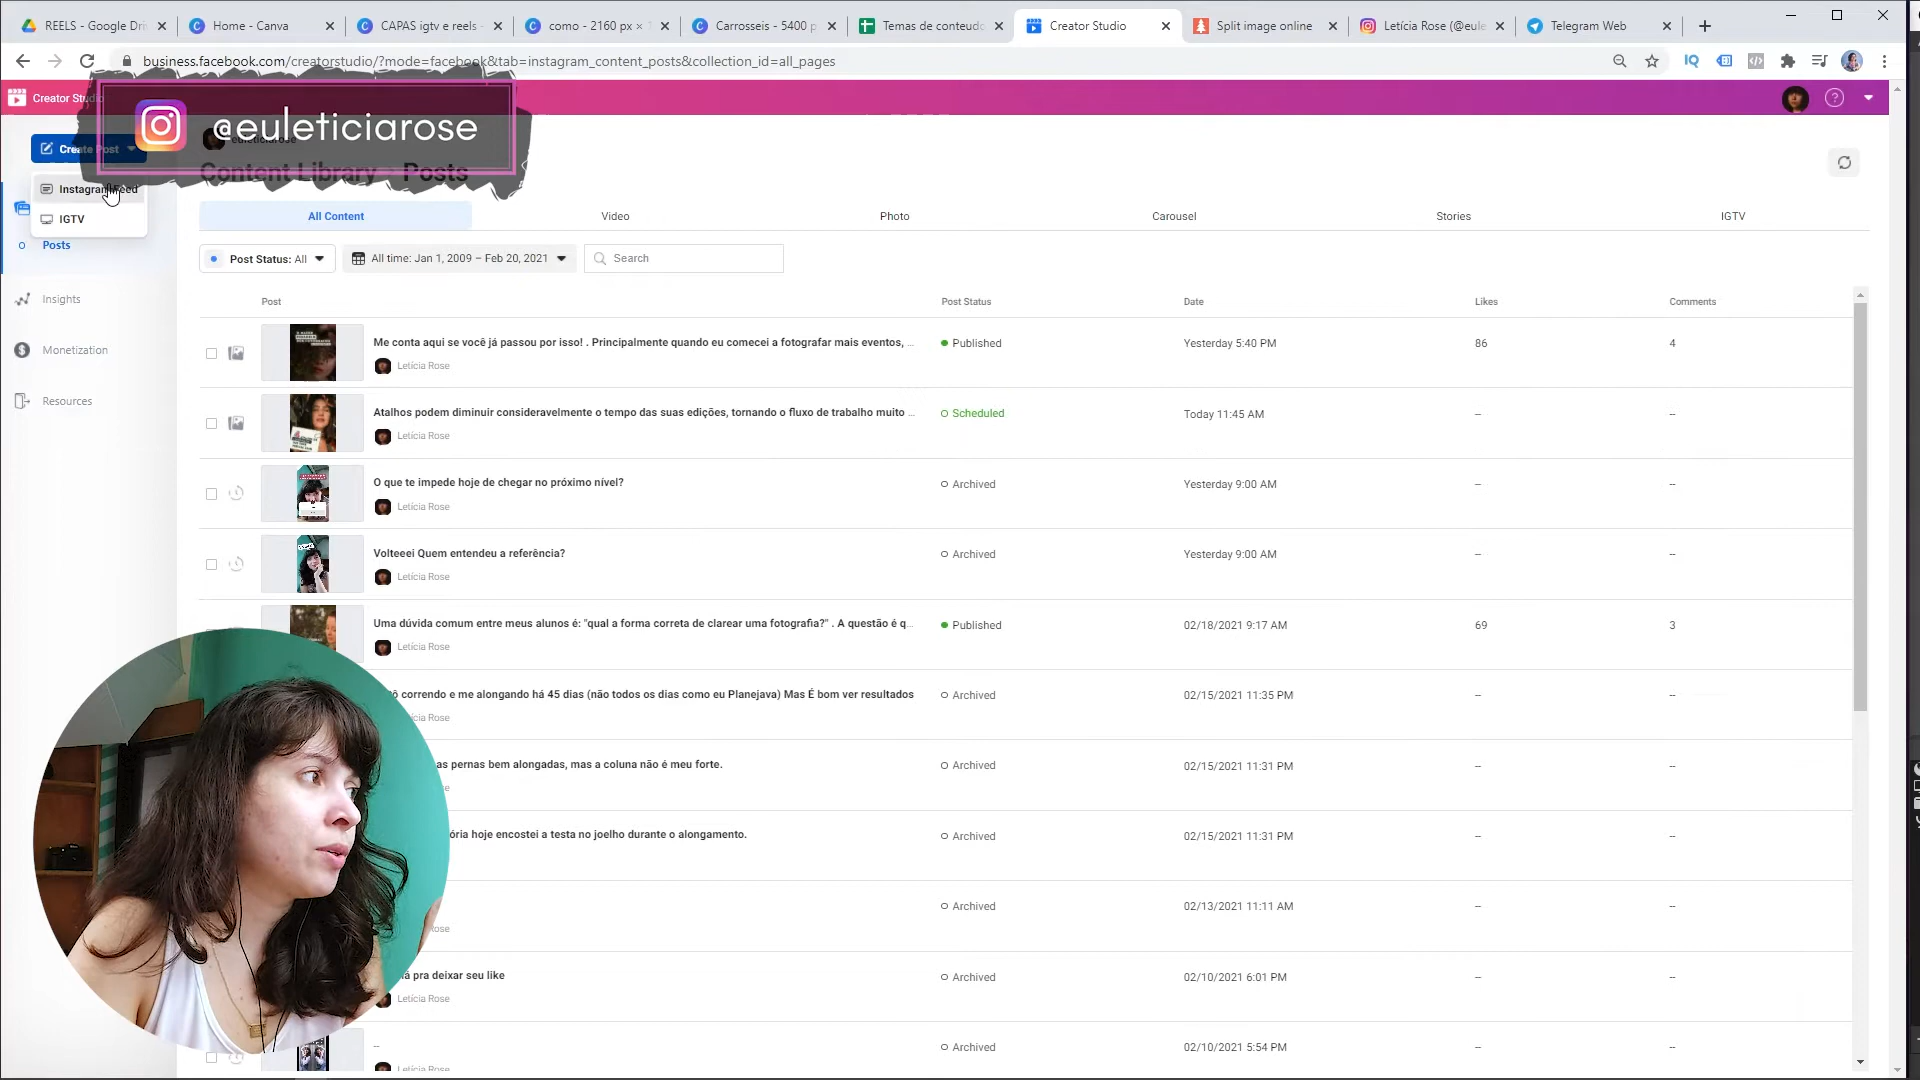 REELS - Google Dri
Home - Canva
CAPAS igtv e reels -
como - 2160 px ×
Carrosseis - 5400 p
Temas de conteudo
Creator Studio
Split image online
Letícia Rose (@eule
Telegram Web
business.facebook.com/creatorstudio/?mode=facebook&tab=instagram_content_posts&collection_id=all_pages
Creator Stu
@euleticiarose
Create Post
euleticiarose
Content Library Posts
Instagram Feed
IGTV
Posts
Insights
Monetization
Resources
All Content Video Photo Carousel Stories IGTV
Post Status: All
All time: Jan 1, 2009 – Feb 20, 2021
Search
Post Post Status Date Likes Comments
Me conta aqui se você já passou por isso! . Principalmente quando eu comecei a fotografar mais eventos, ... Published Yesterday 5:40 PM 86 4
Letícia Rose
Atalhos podem diminuir consideravelmente o tempo das suas edições, tornando o fluxo de trabalho muito ... Scheduled Today 11:45 AM -- --
Letícia Rose
O que te impede hoje de chegar no próximo nível? Archived Yesterday 9:00 AM -- --
Letícia Rose
Volteeei Quem entendeu a referência? Archived Yesterday 9:00 AM -- --
Letícia Rose
Uma dúvida comum entre meus alunos é: "qual a forma correta de clarear uma fotografia?" . A questão é q... Published 02/18/2021 9:17 AM 69 3
Letícia Rose
ô correndo e me alongando há 45 dias (não todos os dias como eu Planejava) Mas É bom ver resultados Archived 02/15/2021 11:35 PM -- --
ícia Rose
as pernas bem alongadas, mas a coluna não é meu forte. Archived 02/15/2021 11:31 PM -- --
se
ória hoje encostei a testa no joelho durante o alongamento. Archived 02/15/2021 11:31 PM -- --
Archived 02/13/2021 11:11 AM -- --
ose
á pra deixar seu like Archived 02/10/2021 6:01 PM -- --
Letícia Rose
-- Archived 02/10/2021 5:54 PM -- --
Letícia Rose